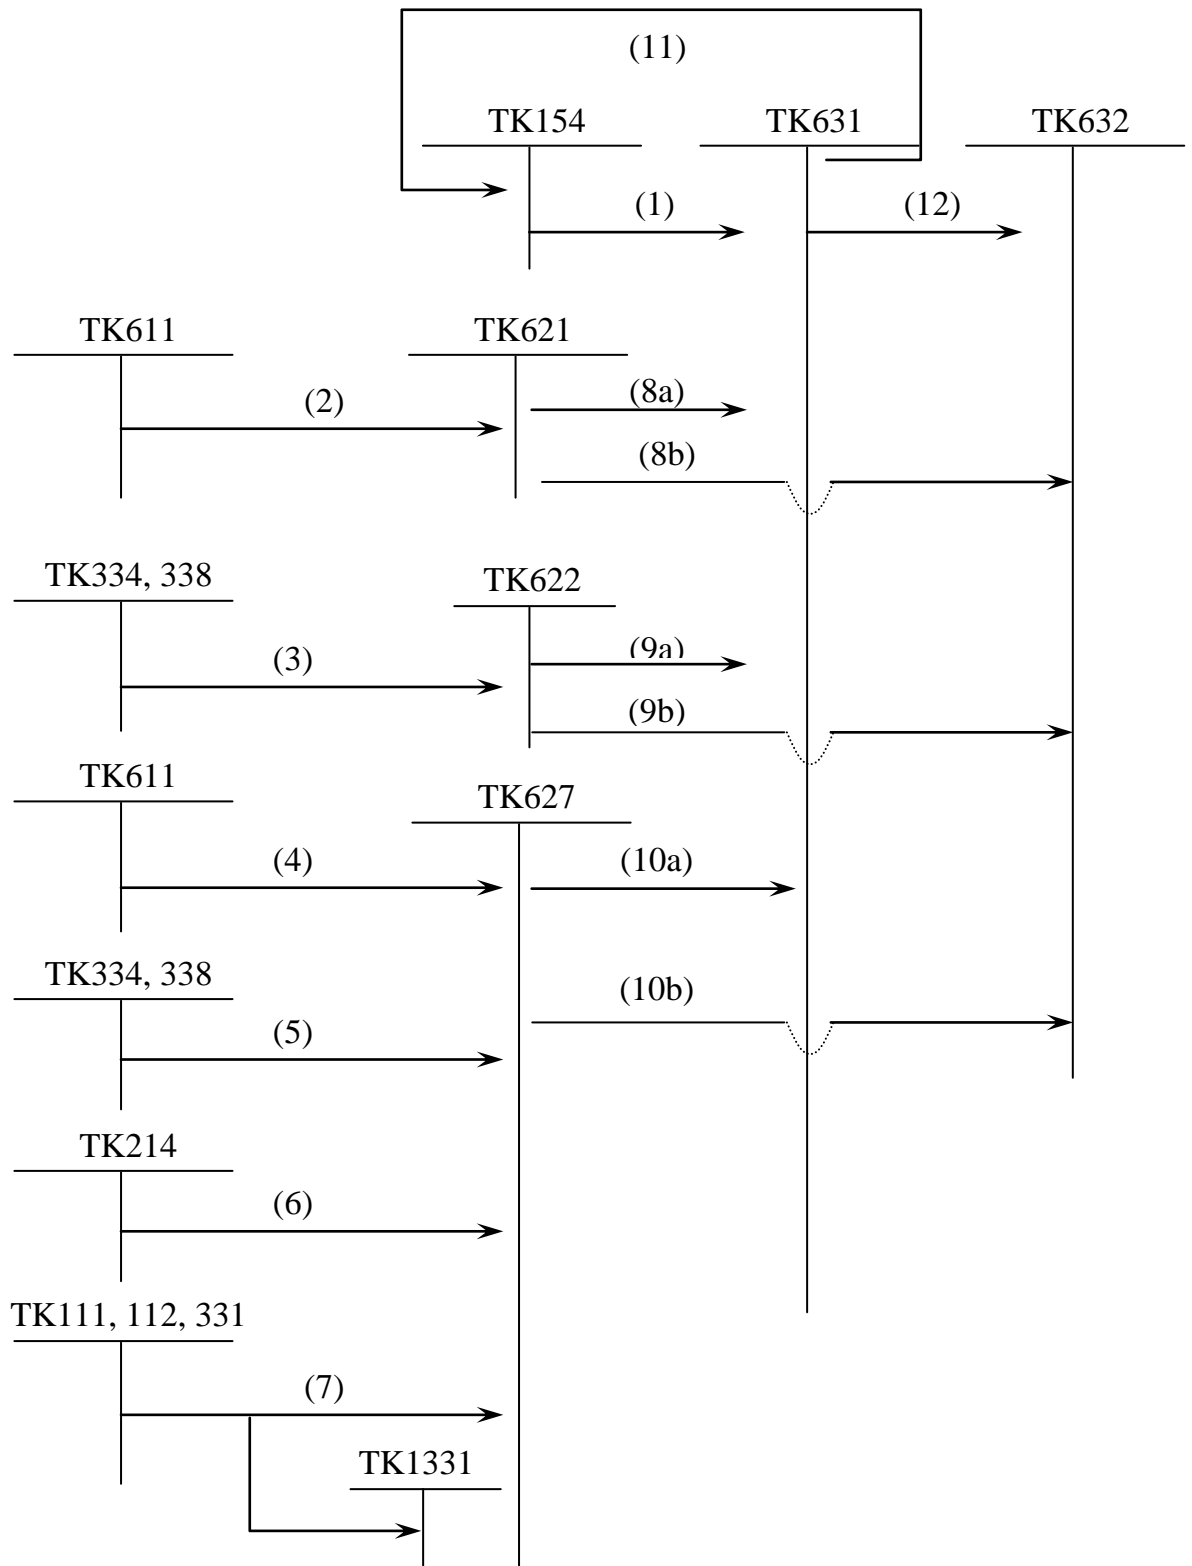 (11)
TK154 TK631 TK632
(1) (12)
TK611 TK621
(2) (8a)
(8b)
TK334, 338 TK622
(3) (9a)
(9b)
TK611 TK627
(4) (10a)
TK334, 338 (10b)
(5)
TK214
(6)
TK111, 112, 331
(7)
TK1331